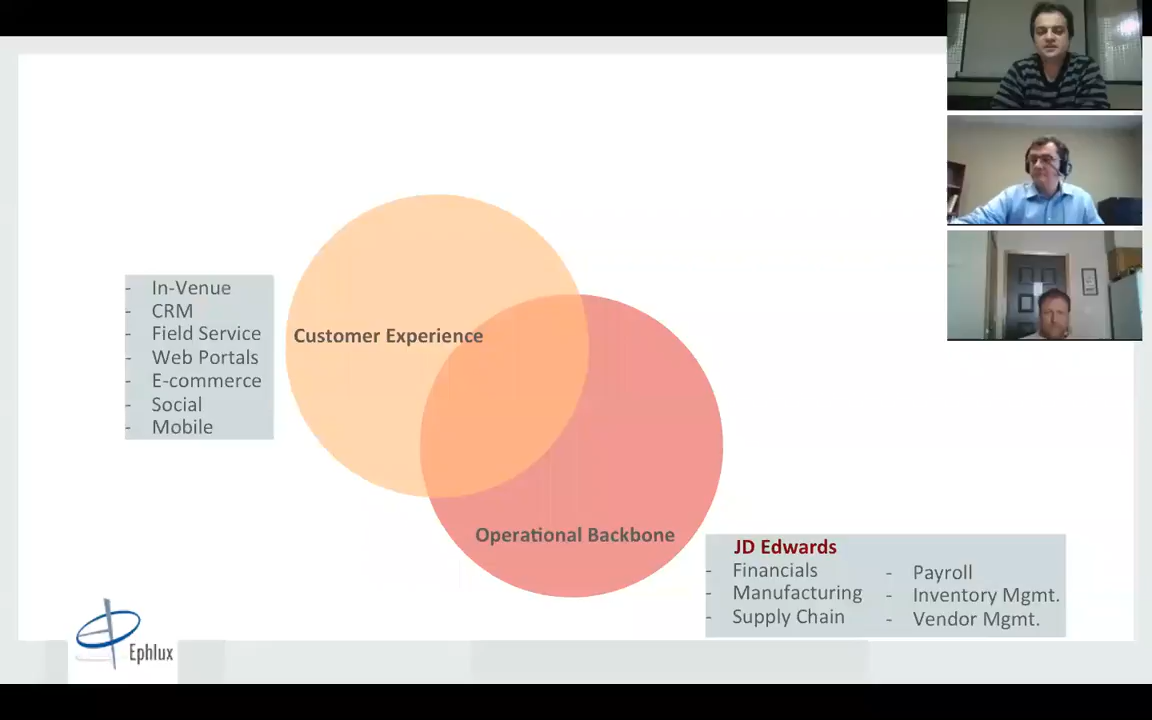 - In-Venue
- CRM
- Field Service
- Web Portals
- E-commerce
- Social
- Mobile
Customer Experience
Operational Backbone
JD Edwards
- Financials
- Manufacturing
- Supply Chain
- Payroll
- Inventory Mgmt.
- Vendor Mgmt.
Ephlux